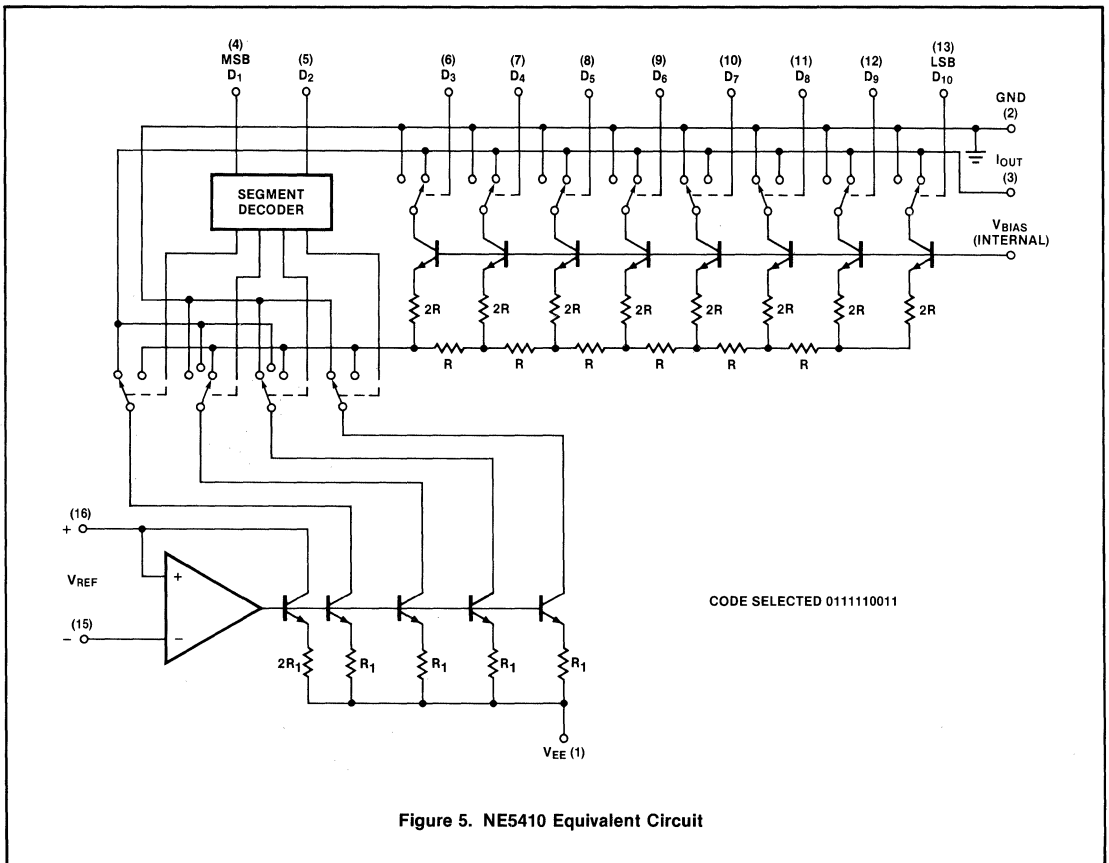 (4) (5) (6) (7) (8) (9) (10) (11) (12) (13)
MSB LSB
D1 D2 D3 D4 D5 D6 D7 D8 D9 D10
GND
(2)
IOUT
(3)
SEGMENT
DECODER
VBIAS
(INTERNAL)
2R 2R 2R 2R 2R 2R 2R 2R
R R R R R R
(16)
+
+
VREF
(15)
−
−
CODE SELECTED 0111110011
2R1 R1 R1 R1 R1
VEE (1)
Figure 5. NE5410 Equivalent Circuit